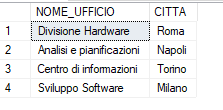 NOME_UFFICIO CITTA
1 Divisione Hardware Roma
2 Analisi e pianificazioni Napoli
3 Centro di informazioni Torino
4 Sviluppo Software Milano